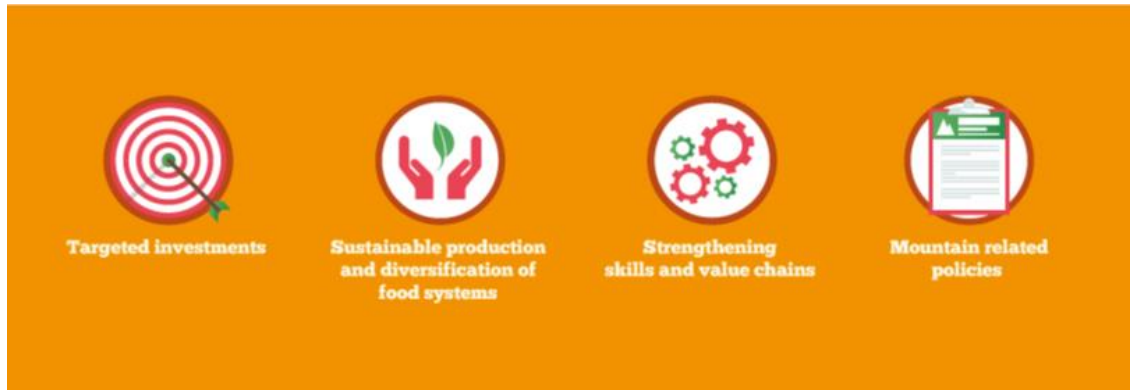 Targeted investments
Sustainable production
and diversification of
food systems
Strengthening
skills and value chains
Mountain related
policies